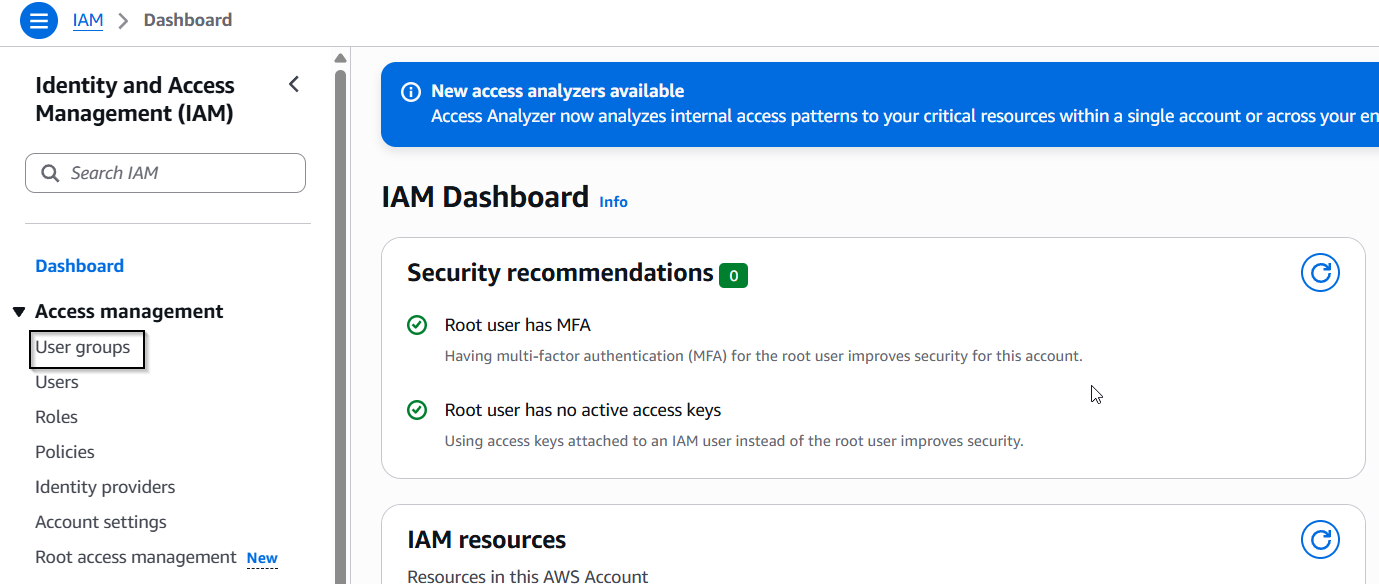 IAM > Dashboard
Identity and Access
Management (IAM)
Search IAM
Dashboard
Access management
User groups
Users
Roles
Policies
Identity providers
Account settings
Root access management New
New access analyzers available
Access Analyzer now analyzes internal access patterns to your critical resources within a single account or across your en
IAM Dashboard Info
Security recommendations 0
Root user has MFA
Having multi-factor authentication (MFA) for the root user improves security for this account.
Root user has no active access keys
Using access keys attached to an IAM user instead of the root user improves security.
IAM resources
Resources in this AWS Account